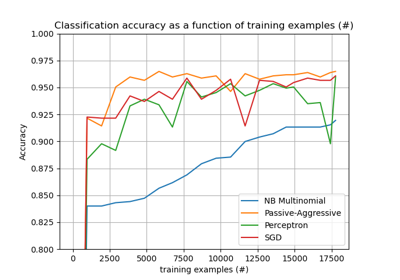 Classification accuracy as a function of training examples (#)
1.000
0.975
0.950
0.925
0.900
0.875
0.850
0.825
0.800
Accuracy
NB Multinomial
Passive-Aggressive
Perceptron
SGD
0 2500 5000 7500 10000 12500 15000 17500
training examples (#)